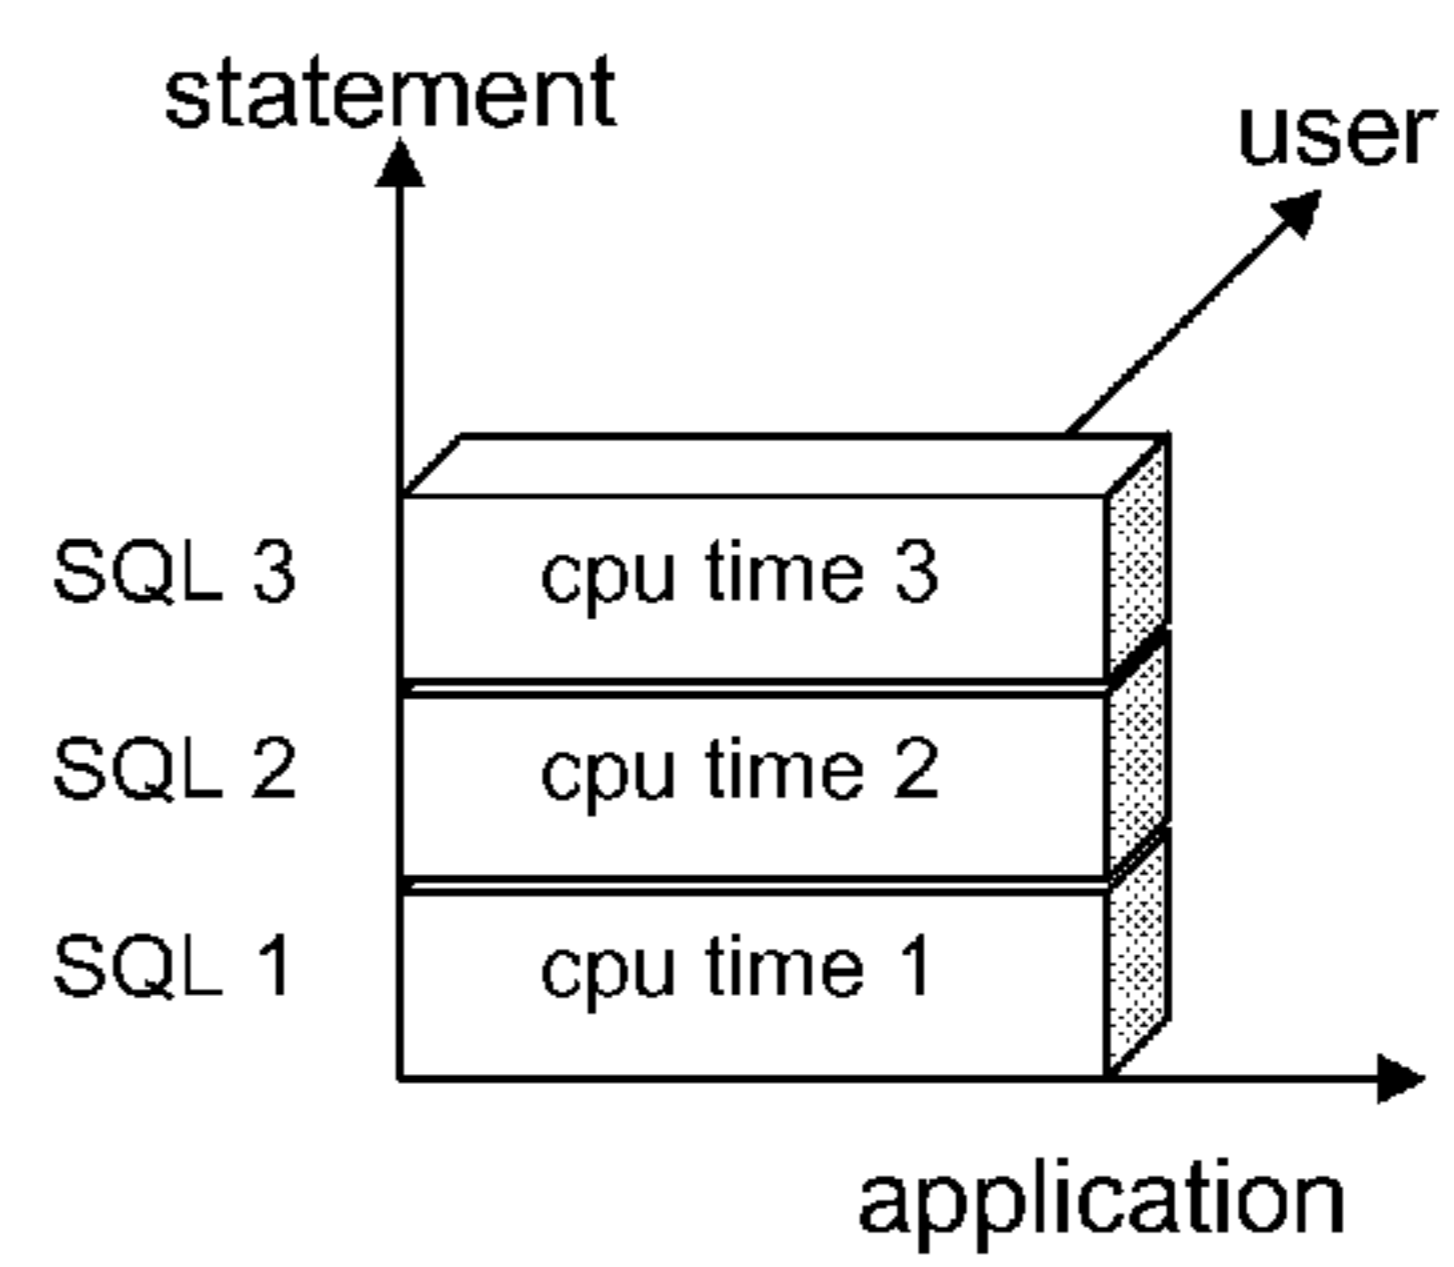 statement
user
SQL 3 cpu time 3
SQL 2 cpu time 2
SQL 1 cpu time 1
application